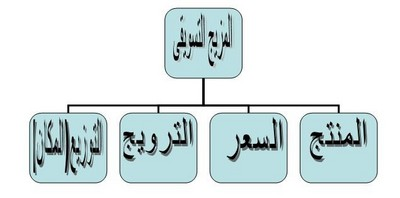 المزيج التسويقى
المنتج
السعر
الترويج
التوزيع(المكان)